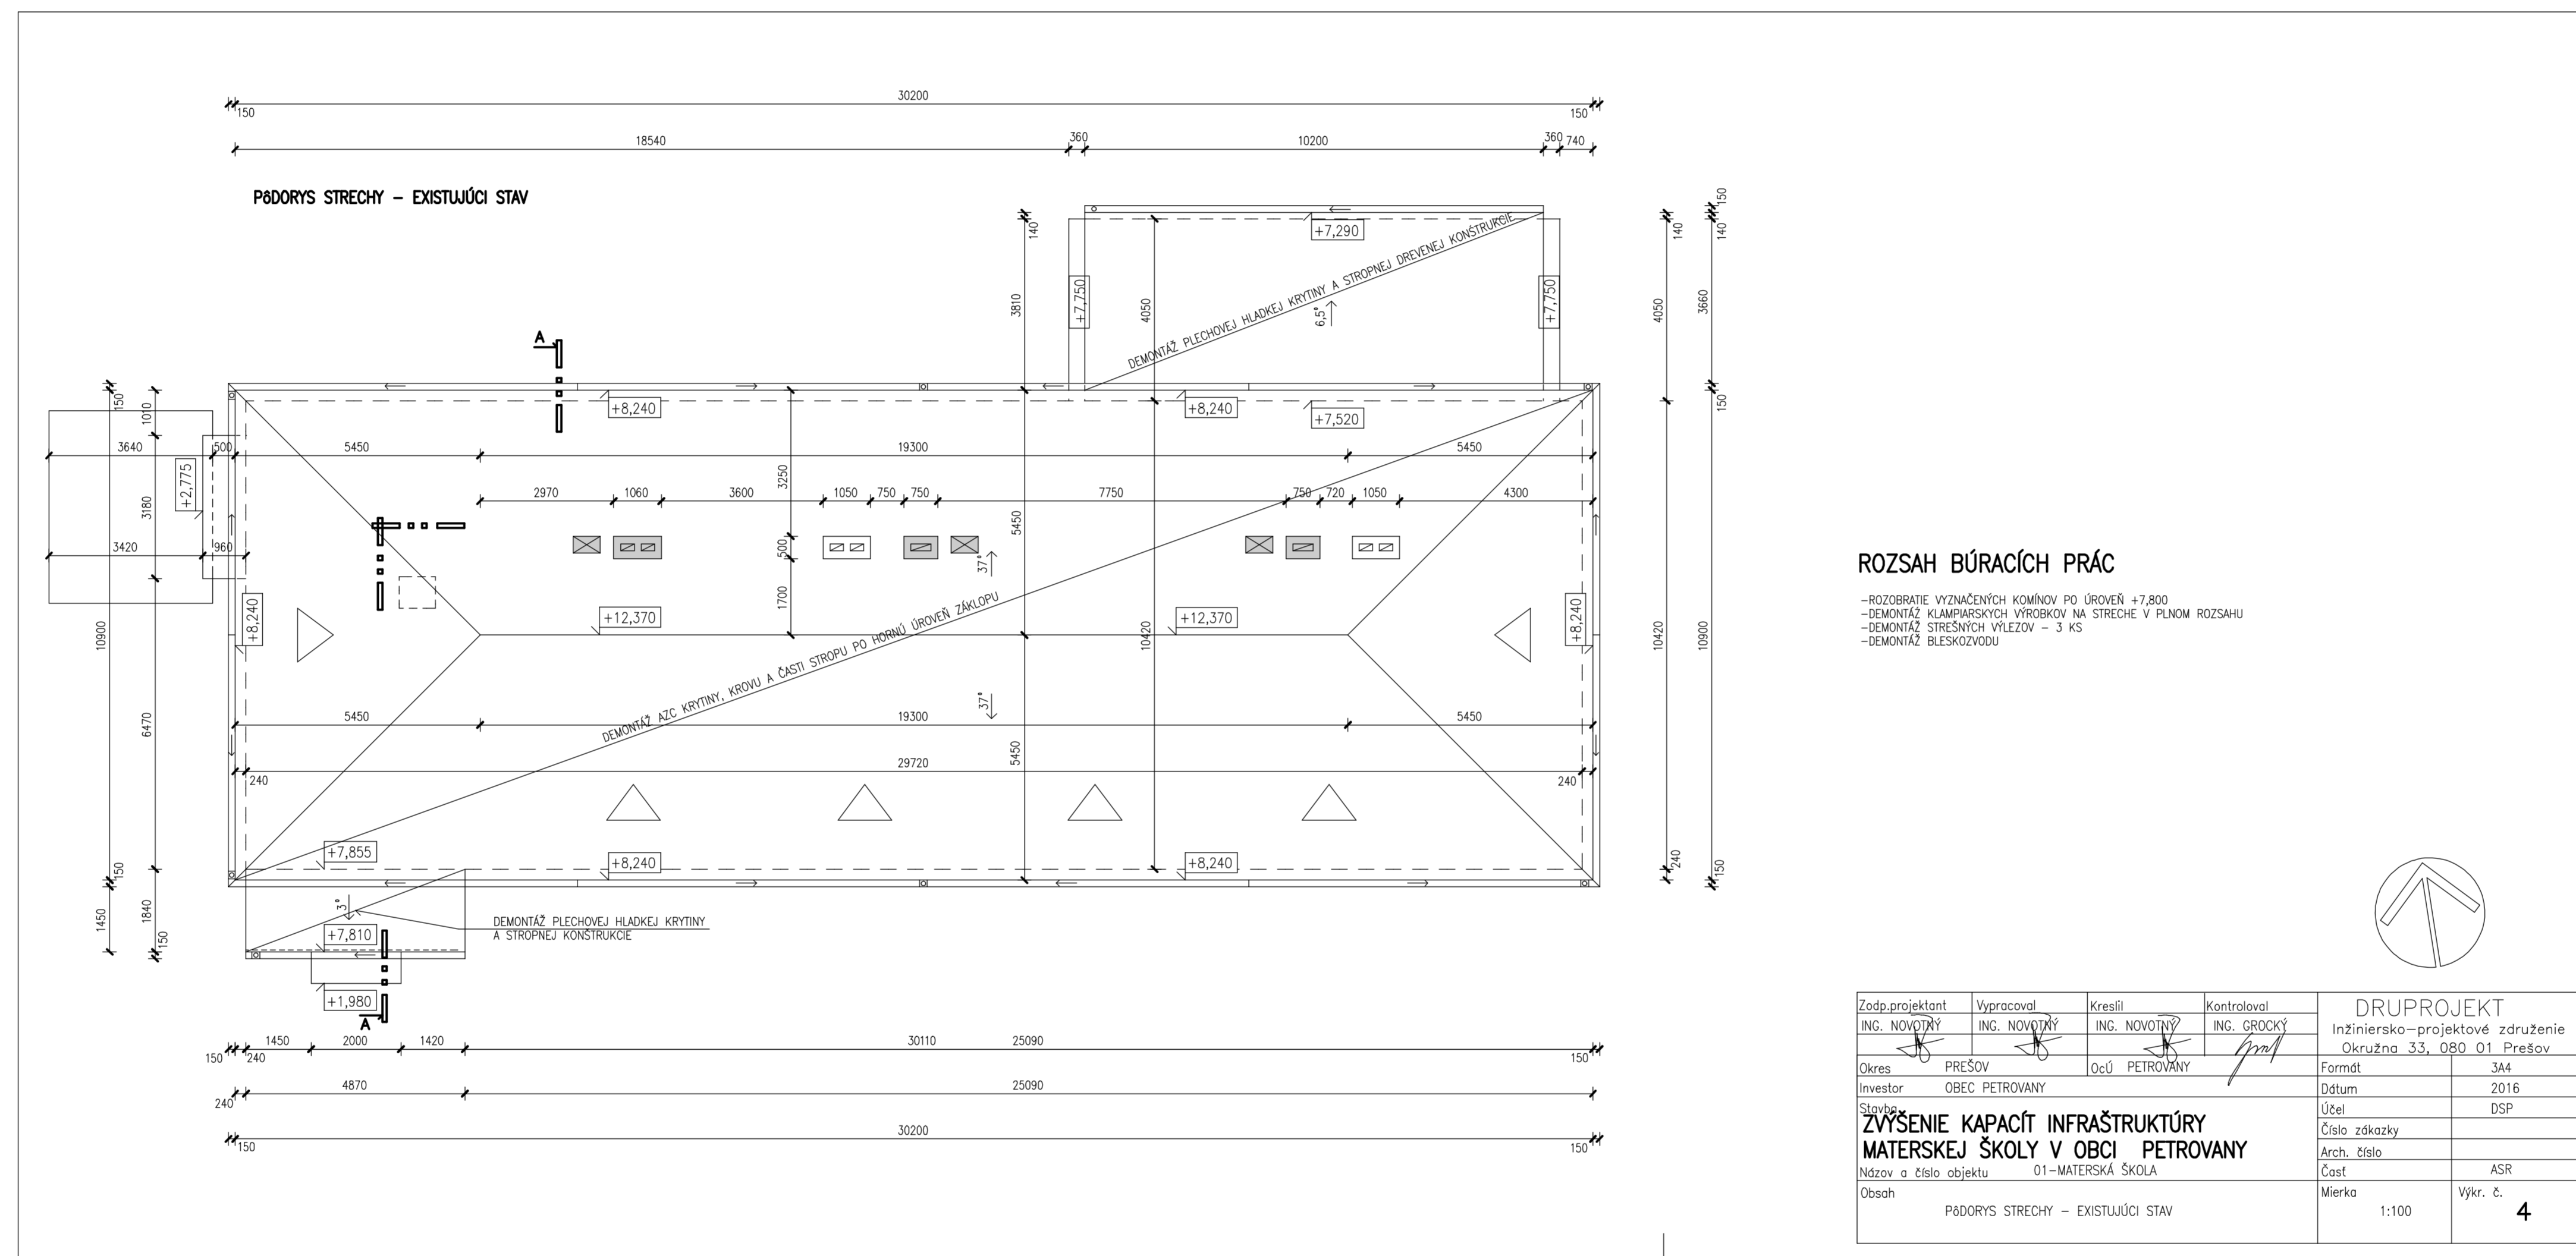 30200
150
150
18540
360
10200
360
740
PôDORYS STRECHY – EXISTUJÚCI STAV
150
140
140
140
+7,290
DEMONTÁŽ PLECHOVEJ HLADKEJ KRYTINY A STROPNEJ DREVENEJ KONŠTRUKCIE
6,5°
+7,750
+7,750
3810
4050
4050
3660
A
150
1010
+8,240
+8,240
+7,520
150
3640
500
5450
19300
5450
+2,775
3180
3250
2970
1060
3600
1050
750
750
7750
750
720
1050
4300
5450
3420
960
500
37°
+8,240
1700
+12,370
+12,370
+8,240
10900
10420
10420
10900
DEMONTÁŽ AZC KRYTINY, KROVU A ČASTI STROPU PO HORNÚ ÚROVEŇ ZÁKLOPU
37°
6470
5450
19300
5450
5450
29720
240
240
+7,855
+8,240
+8,240
150
240
150
1450
1840
150
3°
DEMONTÁŽ PLECHOVEJ HLADKEJ KRYTINY
A STROPNEJ KONŠTRUKCIE
+7,810
+1,980
A
150
240
1450
2000
1420
30110
25090
150
4870
25090
240
30200
150
150
ROZSAH BÚRACÍCH PRÁC
–ROZOBRATIE VYZNAČENÝCH KOMÍNOV PO ÚROVEŇ +7,800
–DEMONTÁŽ KLAMPIARSKYCH VÝROBKOV NA STRECHE V PLNOM ROZSAHU
–DEMONTÁŽ STREŠNÝCH VÝLEZOV – 3 KS
–DEMONTÁŽ BLESKOZVODU
Zodp.projektant Vypracoval Kreslil Kontroloval
ING. NOVOTNÝ ING. NOVOTNÝ ING. NOVOTNÝ ING. GROCKÝ
DRUPROJEKT
Inžiniersko–projektové združenie
Okružna 33, 080 01 Prešov
Okres PREŠOV OcÚ PETROVANY
Formát 3A4
Investor OBEC PETROVANY
Dátum 2016
Stavba
ZVÝŠENIE KAPACÍT INFRAŠTRUKTÚRY
MATERSKEJ ŠKOLY V OBCI PETROVANY
Účel DSP
Číslo zákazky
Arch. číslo
Názov a číslo objektu 01–MATERSKÁ ŠKOLA
Časť ASR
Obsah
PôDORYS STRECHY – EXISTUJÚCI STAV
Mierka
1:100
Výkr. č.
4